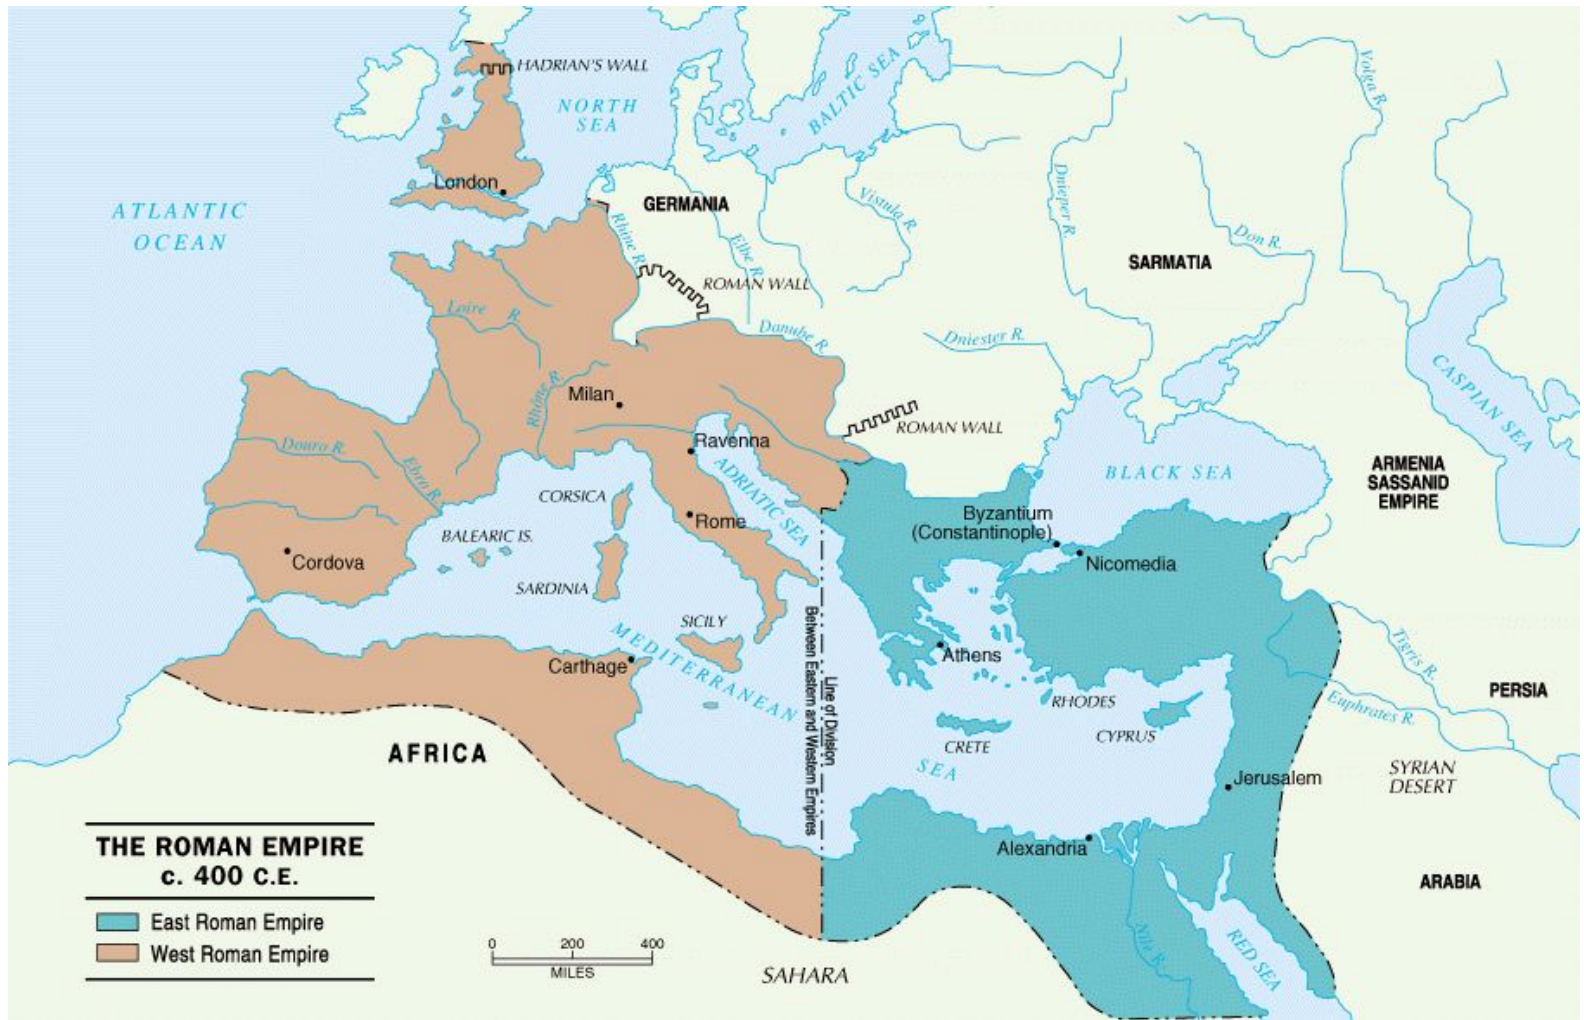 HADRIAN'S WALL
NORTH
SEA
BALTIC SEA
Volga R.
London
ATLANTIC
OCEAN
GERMANIA
Rhine R.
Elbe R.
Vistula R.
Dnieper R.
Don R.
SARMATIA
ROMAN WALL
Loire R.
Danube R.
Dniester R.
CASPIAN SEA
Milan
Rhône R.
ROMAN WALL
Ravenna
Douro R.
Ebro R.
ADRIATIC SEA
BLACK SEA
ARMENIA
SASSANID
EMPIRE
CORSICA
Rome
Byzantium
(Constantinople)
BALEARIC IS.
Cordova
Nicomedia
SARDINIA
SICILY
MEDITERRANEAN
SEA
Carthage
Athens
Line of Division
Between Eastern and Western Empires
Tigris R.
RHODES
PERSIA
Euphrates R.
CRETE
CYPRUS
AFRICA
SYRIAN
DESERT
Jerusalem
Alexandria
ARABIA
Nile R.
RED SEA
SAHARA
THE ROMAN EMPIRE
c. 400 C.E.
East Roman Empire
West Roman Empire
0 200 400
MILES